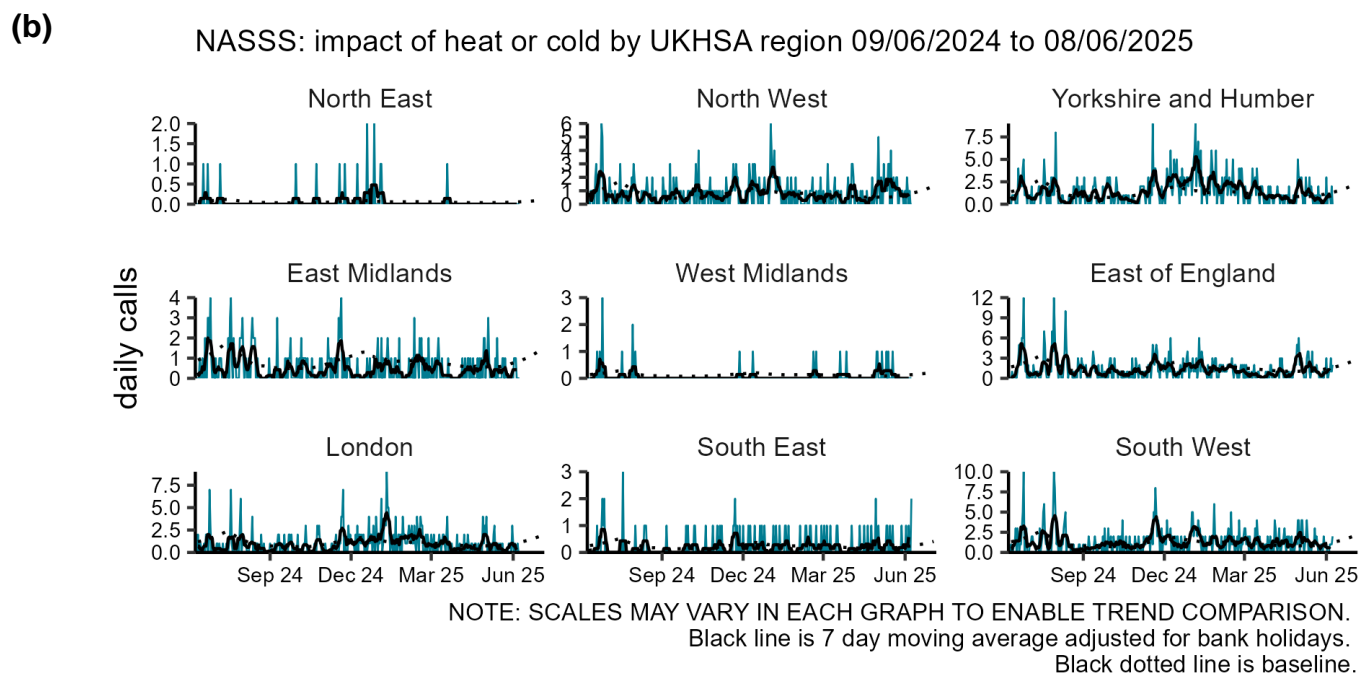 (b)
NASSS: impact of heat or cold by UKHSA region 09/06/2024 to 08/06/2025
North East
2.0
1.5
1.0
0.5
0.0
North West
6
5
4
3
2
1
0
Yorkshire and Humber
7.5
5.0
2.5
0.0
daily calls
East Midlands
4
3
2
1
0
West Midlands
3
2
1
0
East of England
12
9
6
3
0
London
7.5
5.0
2.5
0.0
Sep 24 Dec 24 Mar 25 Jun 25
South East
3
2
1
0
Sep 24 Dec 24 Mar 25 Jun 25
South West
10.0
7.5
5.0
2.5
0.0
Sep 24 Dec 24 Mar 25 Jun 25
NOTE: SCALES MAY VARY IN EACH GRAPH TO ENABLE TREND COMPARISON.
Black line is 7 day moving average adjusted for bank holidays.
Black dotted line is baseline.